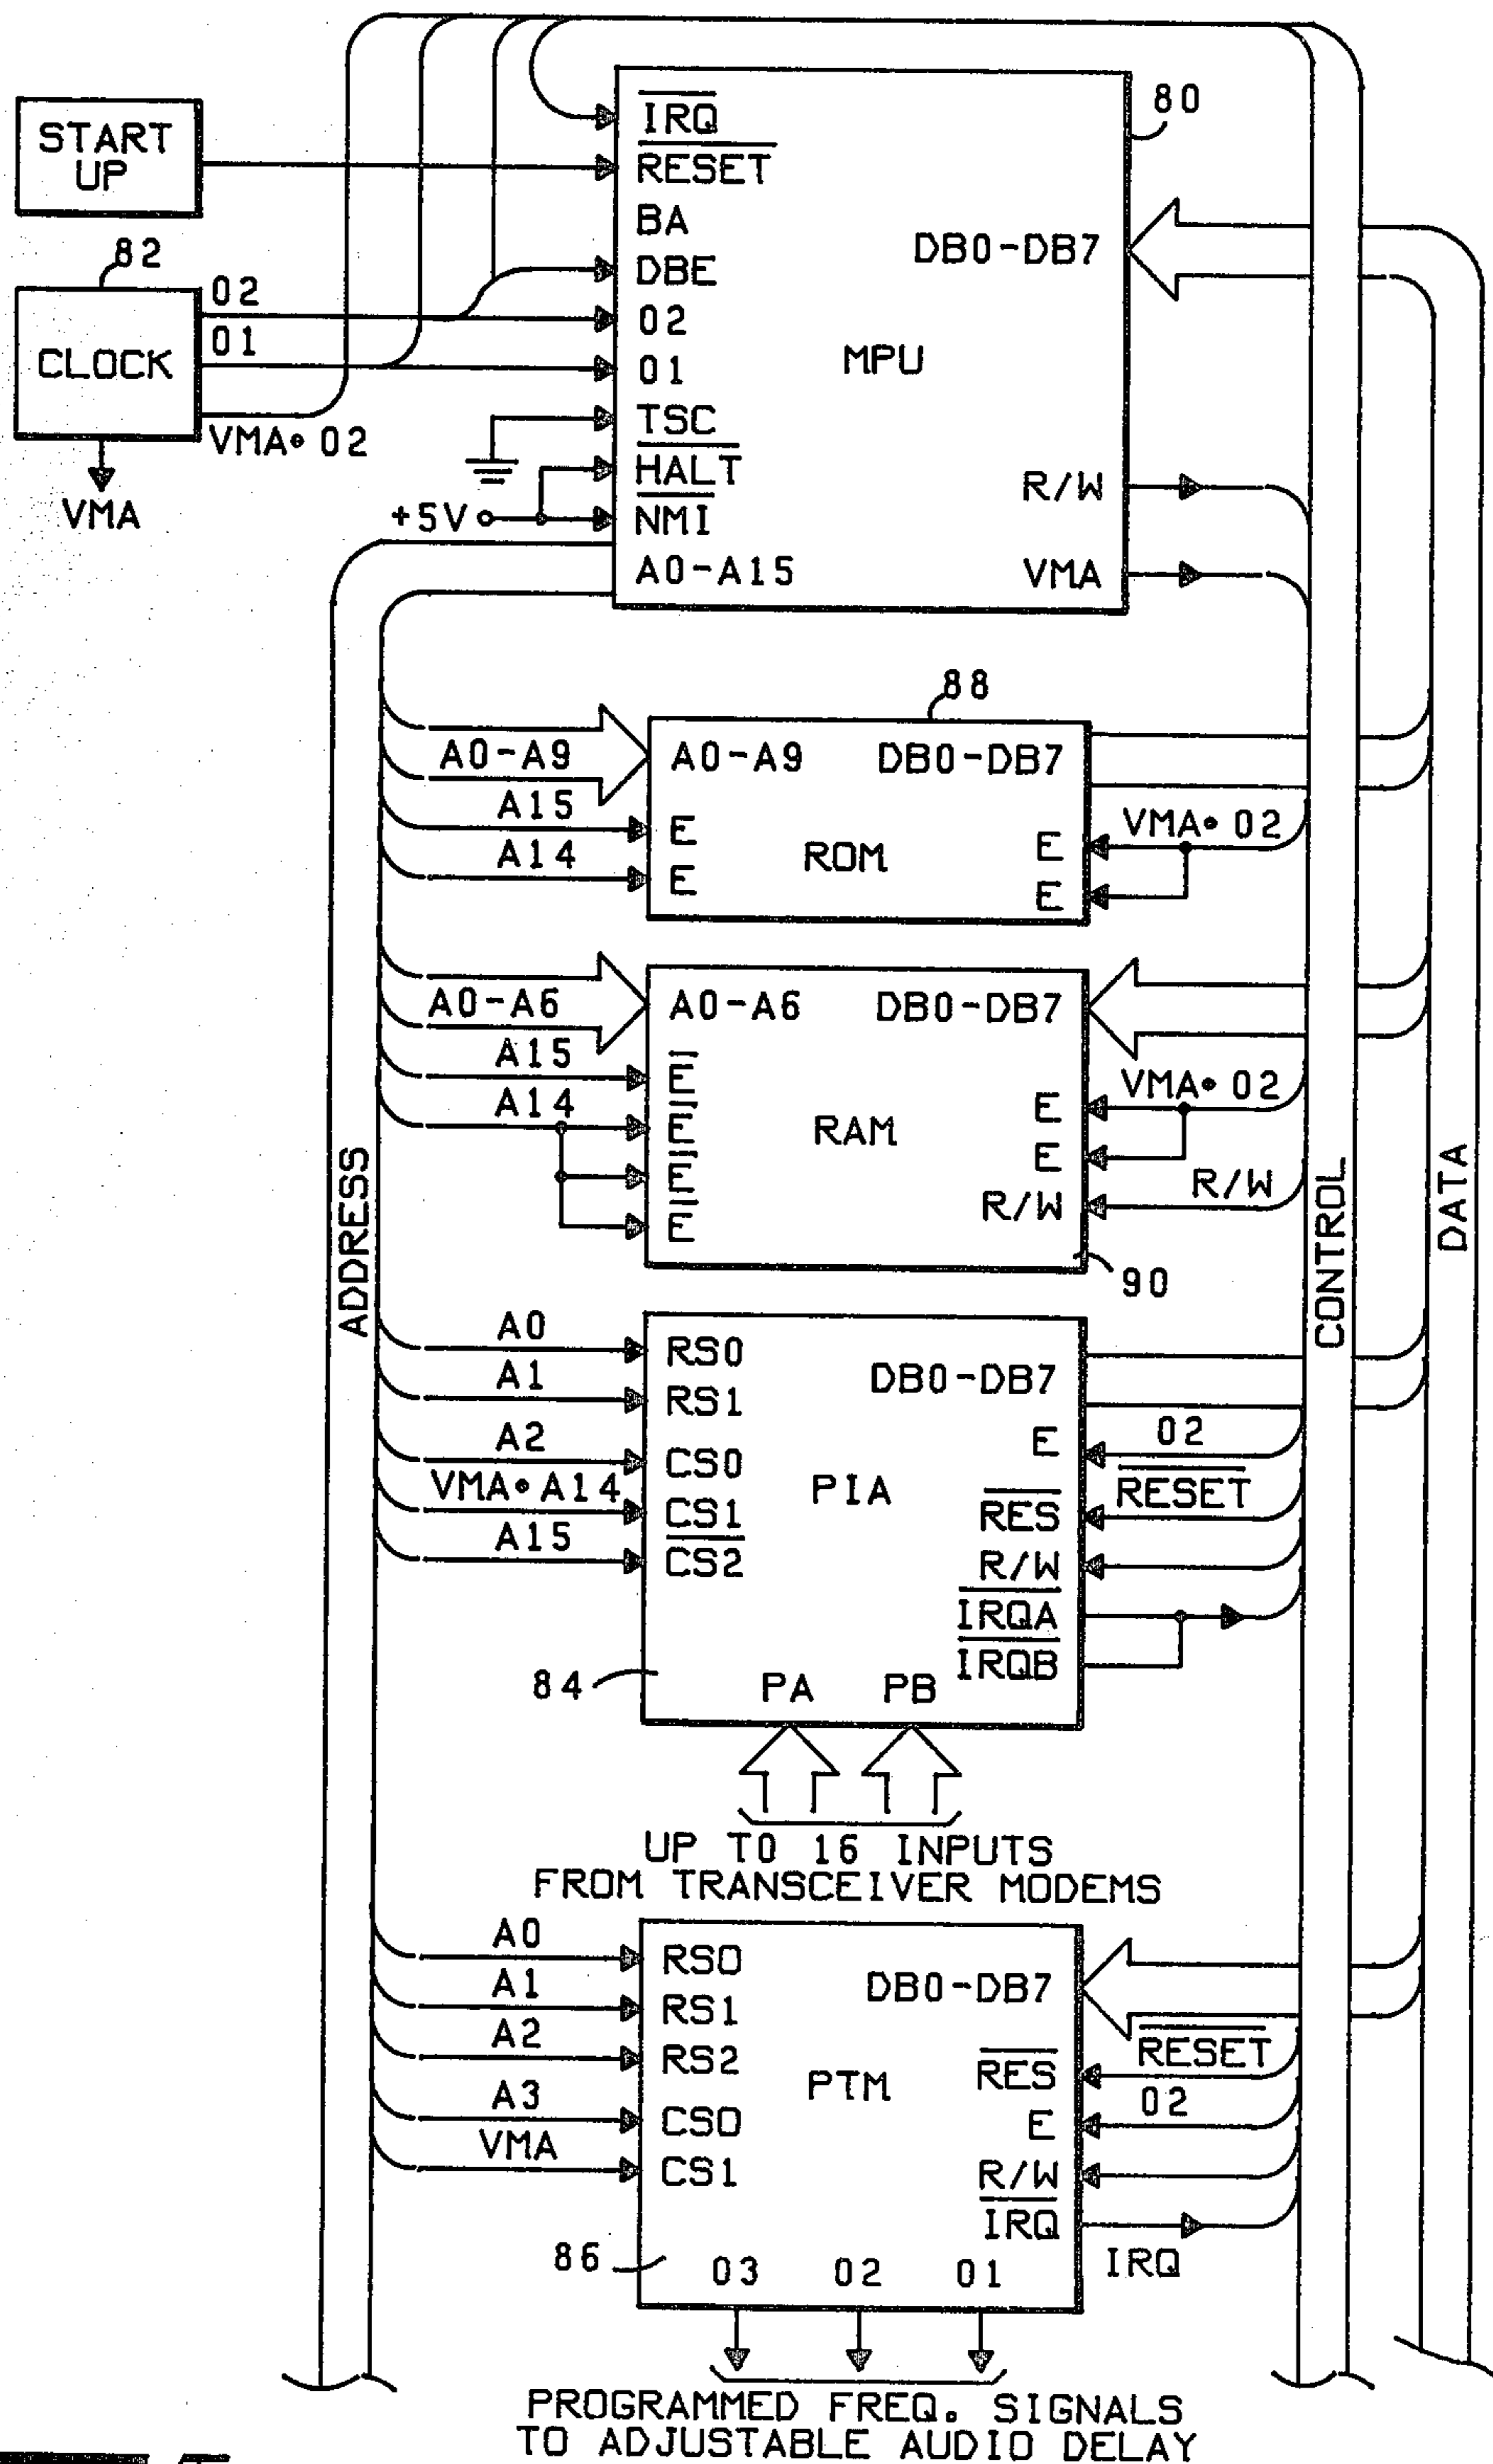 START
UP
82
CLOCK
02
01
VMA• 02
VMA
+5V
80
IRQ
RESET
BA
DBE
02
01
TSC
HALT
NMI
A0-A15
DB0-DB7
MPU
R/W
VMA
88
A0-A9
A15
A14
A0-A9
DB0-DB7
E
E
ROM
E
E
VMA• 02
A0-A6
A15
A14
A0-A6
DB0-DB7
E
E
E
E
RAM
E
E
R/W
VMA• 02
R/W
90
ADDRESS
CONTROL
DATA
A0
A1
A2
VMA•A14
A15
RS0
RS1
CS0
CS1
CS2
DB0-DB7
PIA
E
RES
R/W
IRQA
IRQB
02
RESET
84
PA
PB
UP TO 16 INPUTS
FROM TRANSCEIVER MODEMS
A0
A1
A2
A3
VMA
RS0
RS1
RS2
CS0
CS1
DB0-DB7
PTM
RES
E
R/W
IRQ
RESET
02
IRQ
86
03
02
01
PROGRAMMED FREQ. SIGNALS
TO ADJUSTABLE AUDIO DELAY